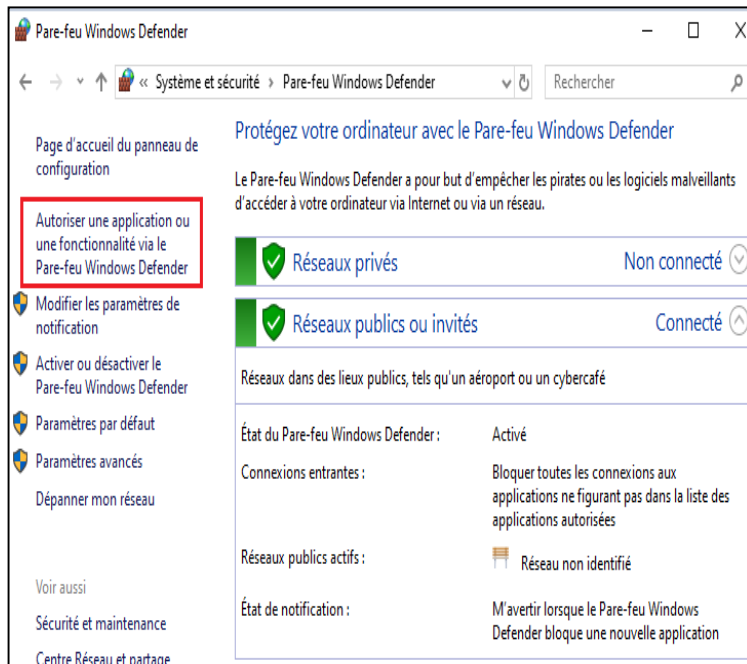 Pare-feu Windows Defender
« Système et sécurité > Pare-feu Windows Defender
Rechercher
Page d'accueil du panneau de
configuration
Autoriser une application ou
une fonctionnalité via le
Pare-feu Windows Defender
Modifier les paramètres de
notification
Activer ou désactiver le
Pare-feu Windows Defender
Paramètres par défaut
Paramètres avancés
Dépanner mon réseau
Voir aussi
Sécurité et maintenance
Centre Réseau et partage
Protégez votre ordinateur avec le Pare-feu Windows Defender
Le Pare-feu Windows Defender a pour but d'empêcher les pirates ou les logiciels malveillants
d'accéder à votre ordinateur via Internet ou via un réseau.
Réseaux privés
Non connecté
Réseaux publics ou invités
Connecté
Réseaux dans des lieux publics, tels qu'un aéroport ou un cybercafé
État du Pare-feu Windows Defender :
Activé
Connexions entrantes :
Bloquer toutes les connexions aux
applications ne figurant pas dans la liste des
applications autorisées
Réseaux publics actifs :
Réseau non identifié
État de notification :
M'avertir lorsque le Pare-feu Windows
Defender bloque une nouvelle application